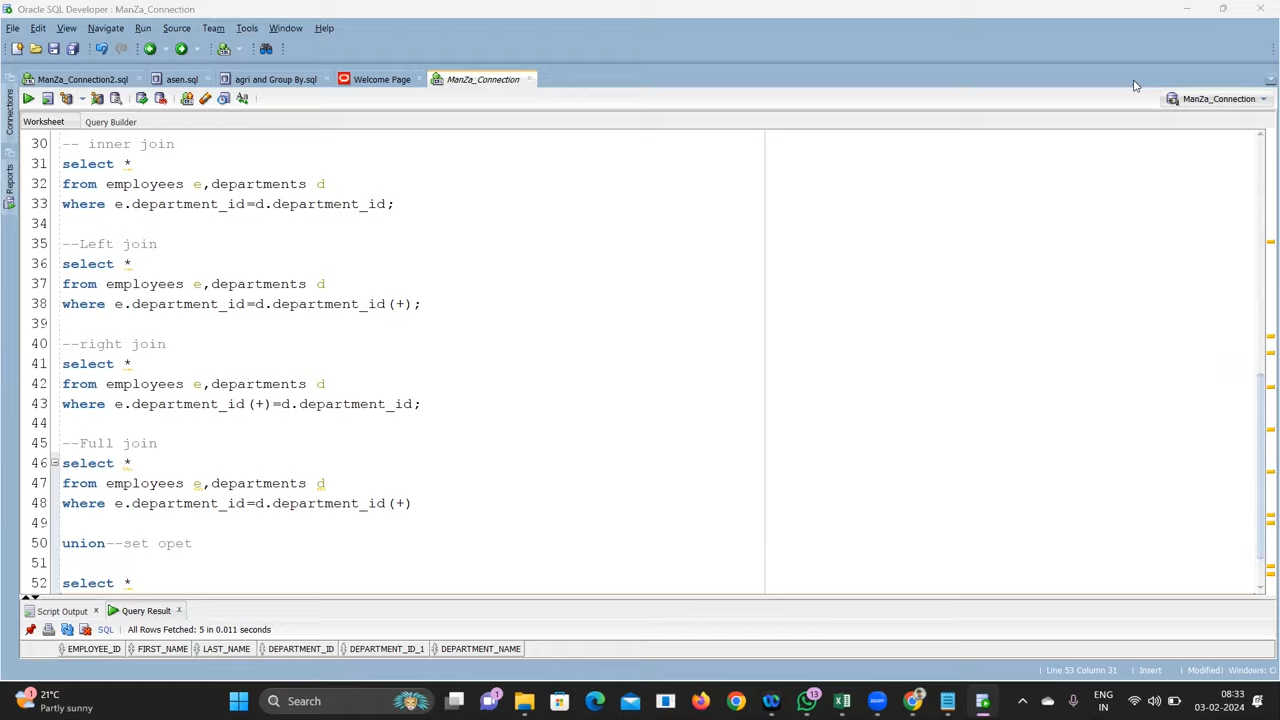 Oracle SQL Developer : ManZa_Connection
File Edit View Navigate Run Source Team Tools Window Help
ManZa_Connection2.sql asen.sql agri and Group By.sql Welcome Page ManZa_Connection
ManZa_Connection
Connections
Reports
Worksheet Query Builder
30 -- inner join
31 select *
32 from employees e,departments d
33 where e.department_id=d.department_id;
34
35 --Left join
36 select *
37 from employees e,departments d
38 where e.department_id=d.department_id(+);
39
40 --right join
41 select *
42 from employees e,departments d
43 where e.department_id(+)=d.department_id;
44
45 --Full join
46 select *
47 from employees e,departments d
48 where e.department_id=d.department_id(+)
49
50 union--set opet
51
52 select *
Script Output Query Result
SQL All Rows Fetched: 5 in 0.011 seconds
EMPLOYEE_ID FIRST_NAME LAST_NAME DEPARTMENT_ID DEPARTMENT_ID_1 DEPARTMENT_NAME
Line 53 Column 31 Insert Modified Windows: C
1 21°C
Partly sunny
Search
1
13
ENG
IN
08:33
03-02-2024